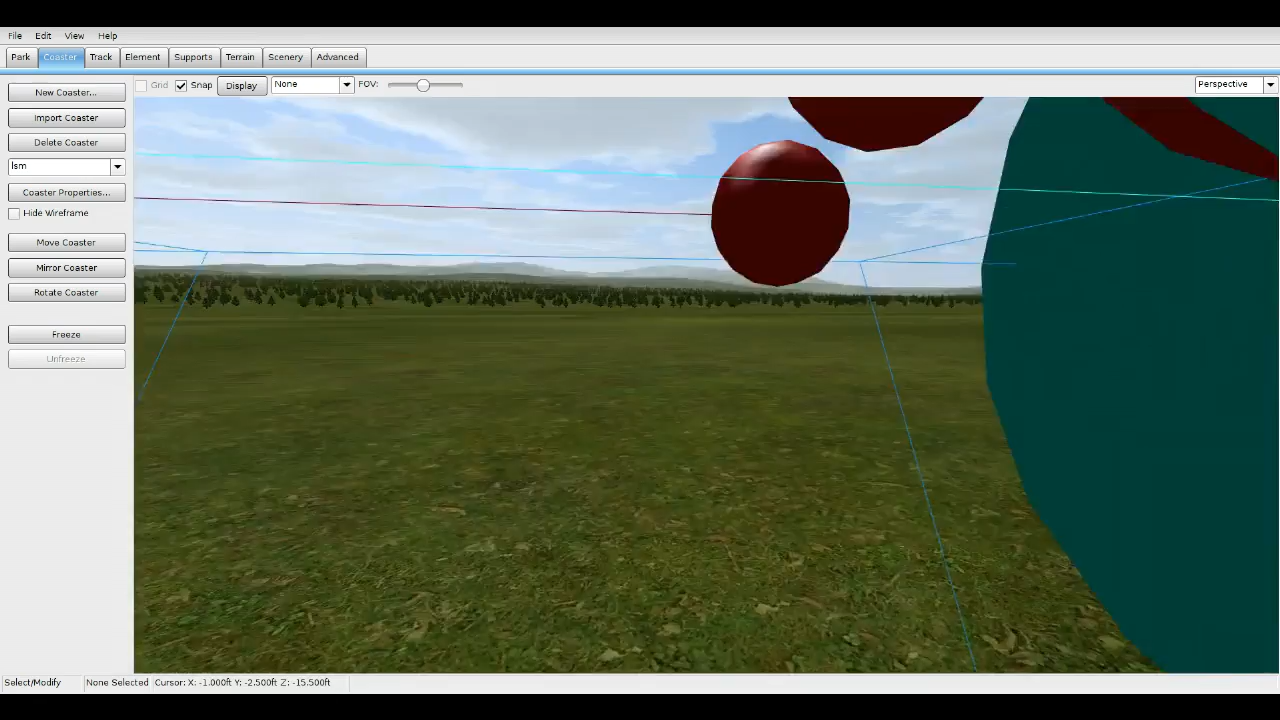 File Edit View Help
Park Coaster Track Element Supports Terrain Scenery Advanced
Grid Snap Display None FOV: Perspective
New Coaster...
Import Coaster
Delete Coaster
lsm
Coaster Properties...
Hide Wireframe
Move Coaster
Mirror Coaster
Rotate Coaster
Freeze
Unfreeze
Select/Modify None Selected Cursor: X: -1.000ft Y: -2.500ft Z: -15.500ft